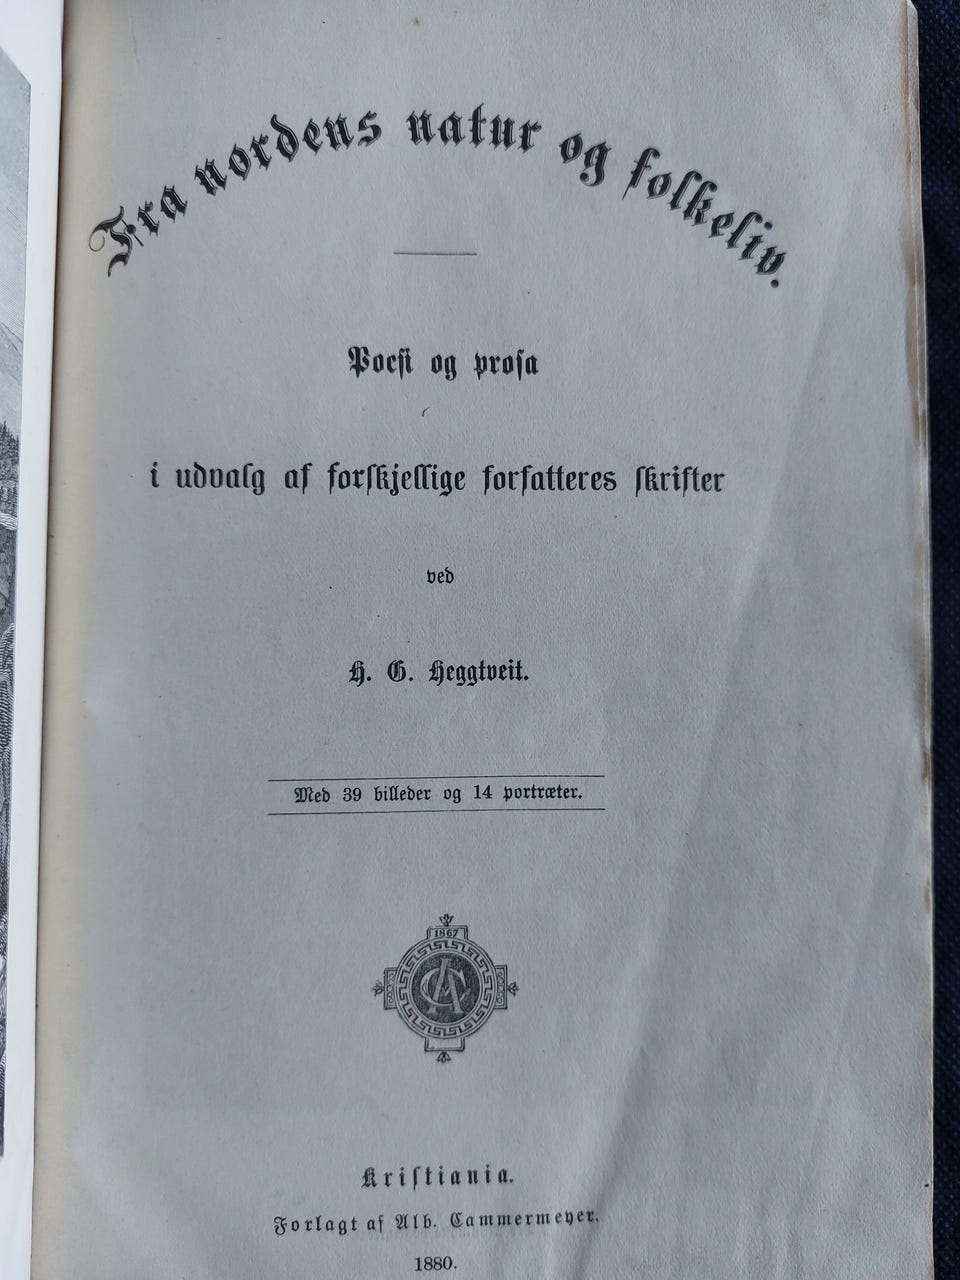 Fra nordens natur og folkeliv.
Poesi og prosa
i udvalg af forskjellige forfatteres skrifter
ved
H. G. Heggtveit.
Med 39 billeder og 14 portræter.
1867
AC
Kristiania.
Forlagt af Alb. Cammermeyer.
1880.